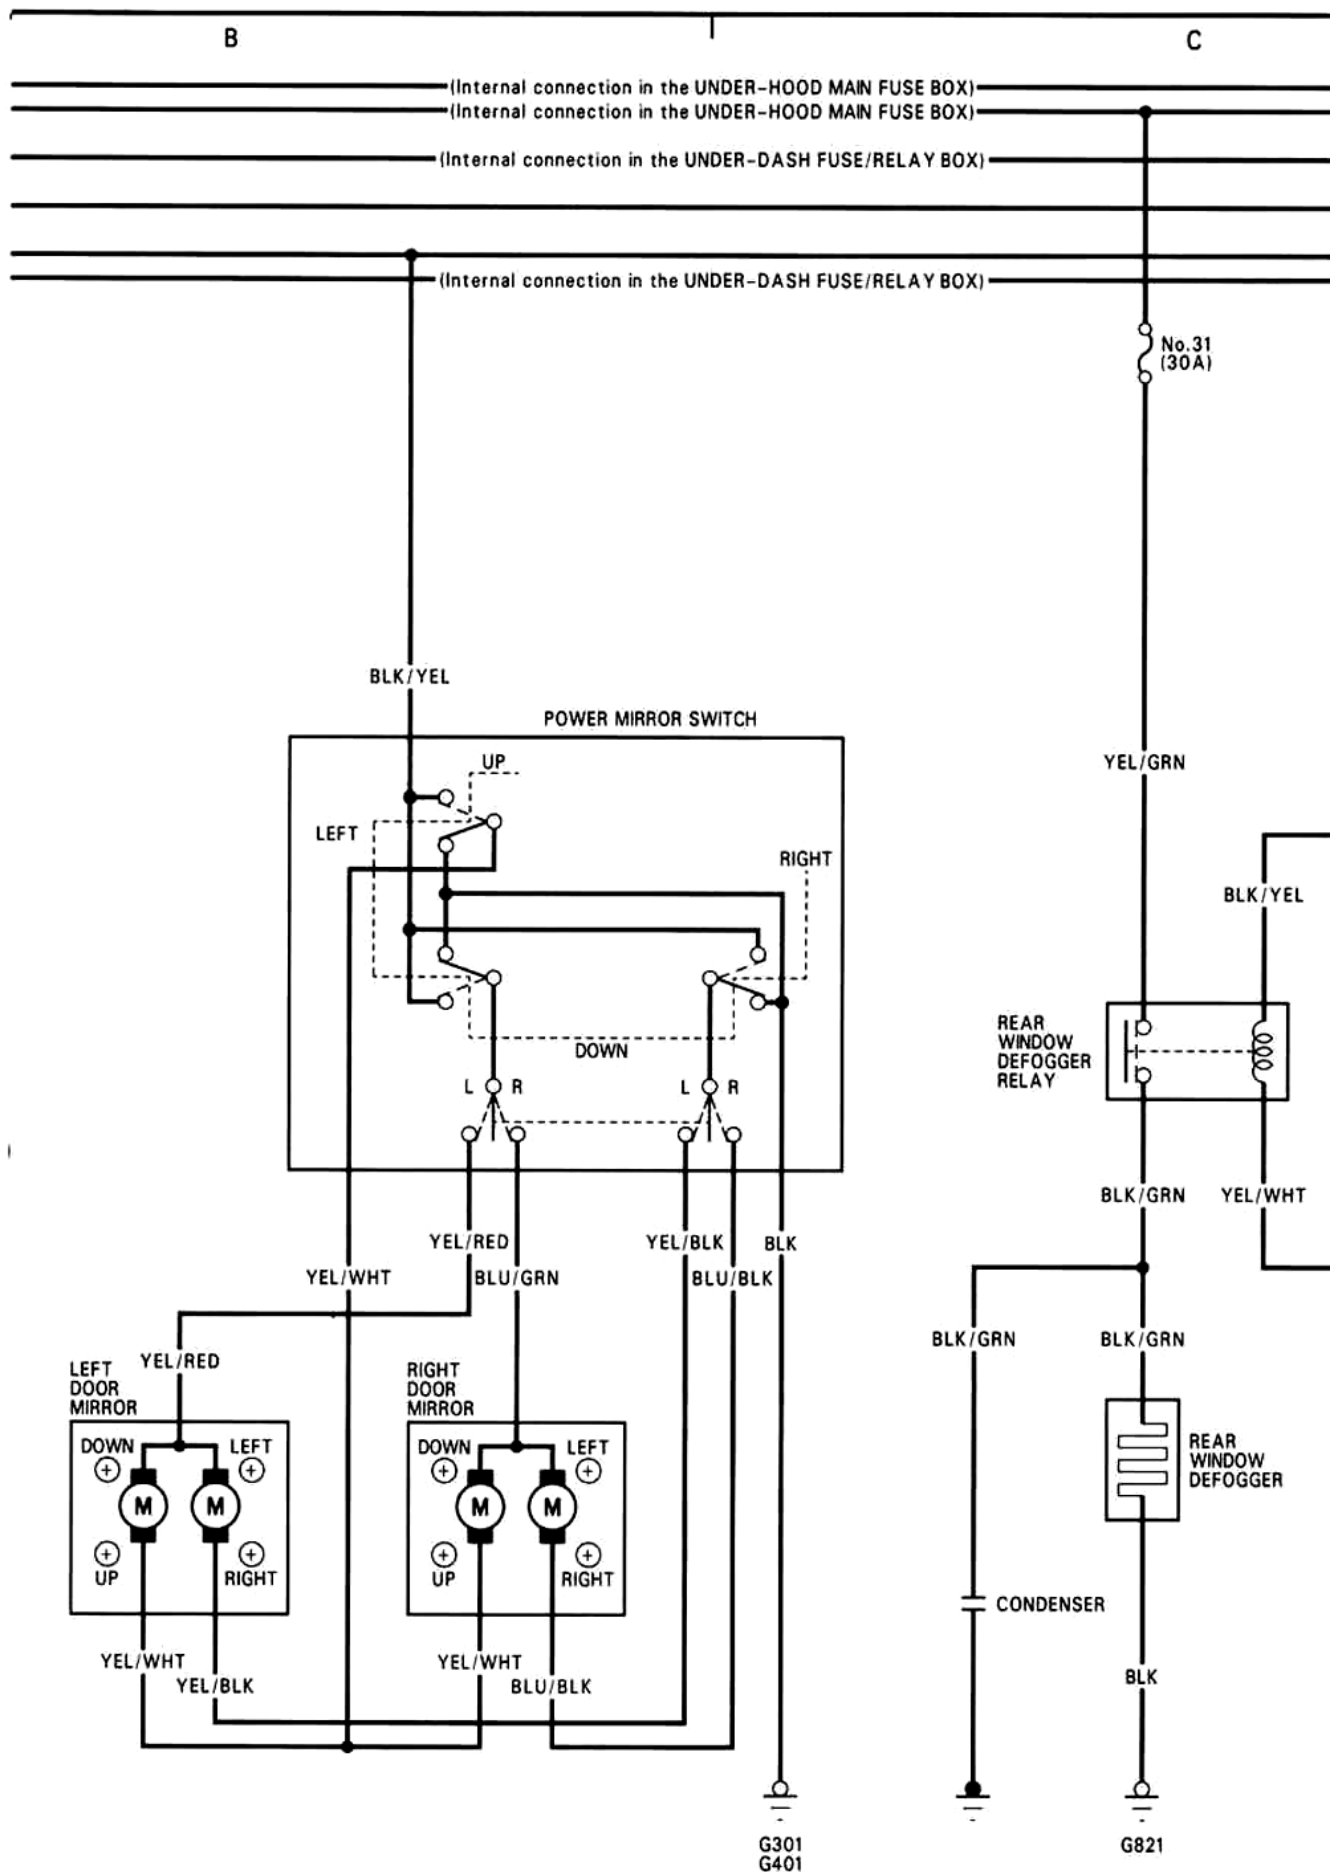 B
C
(Internal connection in the UNDER-HOOD MAIN FUSE BOX)
(Internal connection in the UNDER-HOOD MAIN FUSE BOX)
(Internal connection in the UNDER-DASH FUSE/RELAY BOX)
(Internal connection in the UNDER-DASH FUSE/RELAY BOX)
No.31
(30A)
BLK/YEL
POWER MIRROR SWITCH
UP
YEL/GRN
LEFT
RIGHT
BLK/YEL
DOWN
REAR
WINDOW
DEFOGGER
RELAY
L R
L R
BLK/GRN
YEL/WHT
YEL/RED
YEL/BLK
BLK
YEL/WHT
BLU/GRN
BLU/BLK
BLK/GRN
BLK/GRN
YEL/RED
LEFT
DOOR
MIRROR
RIGHT
DOOR
MIRROR
DOWN
LEFT
+
+
M
M
+
+
UP
RIGHT
DOWN
LEFT
+
+
M
M
+
+
UP
RIGHT
REAR
WINDOW
DEFOGGER
CONDENSER
YEL/WHT
YEL/BLK
YEL/WHT
BLU/BLK
BLK
G301
G401
G821